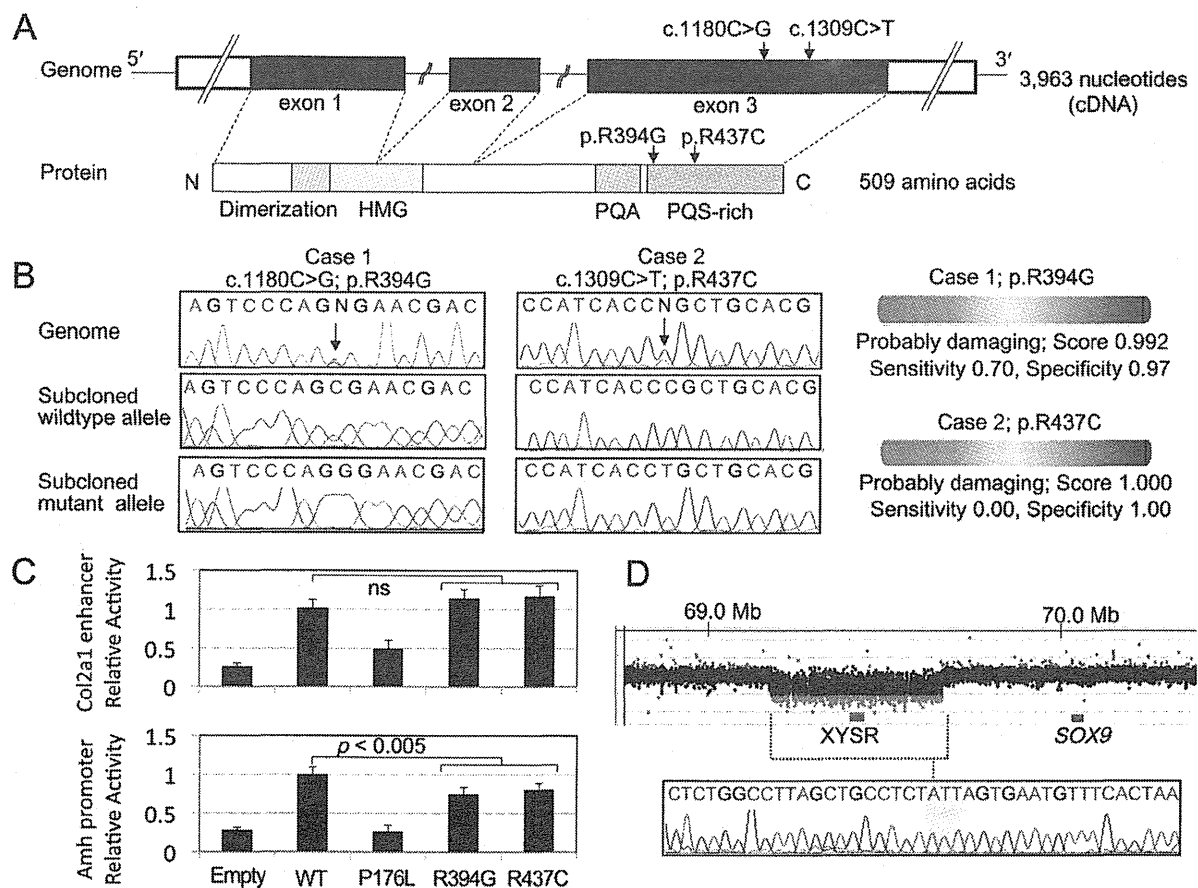 A
c.1180C>G c.1309C>T
5′ 3′
Genome
exon 1 exon 2 exon 3
3,963 nucleotides
(cDNA)
p.R394G p.R437C
Protein
N C 509 amino acids
Dimerization HMG PQA PQS-rich
B
Case 1
c.1180C>G; p.R394G
Case 2
c.1309C>T; p.R437C
Genome
AGTCCCAGNGAACGAC
CCATCACCNGCTGCACG
Subcloned
wildtype allele
AGTCCCAGCGAACGAC
CCATCACCCGCTGCACG
Subcloned
mutant allele
AGTCCCAGGGAACGAC
CCATCACCTGCTGCACG
Case 1; p.R394G
Probably damaging; Score 0.992
Sensitivity 0.70, Specificity 0.97
Case 2; p.R437C
Probably damaging; Score 1.000
Sensitivity 0.00, Specificity 1.00
C
Col2a1 enhancer
Relative Activity
1.5
1
0.5
0
ns
Amh promoter
Relative Activity
1.5
1
0.5
0
p < 0.005
Empty WT P176L R394G R437C
D
69.0 Mb 70.0 Mb
XYSR SOX9
CTCTGGCCTTAGCTGCCTCTATTAGTGAATGTTTCACTAA